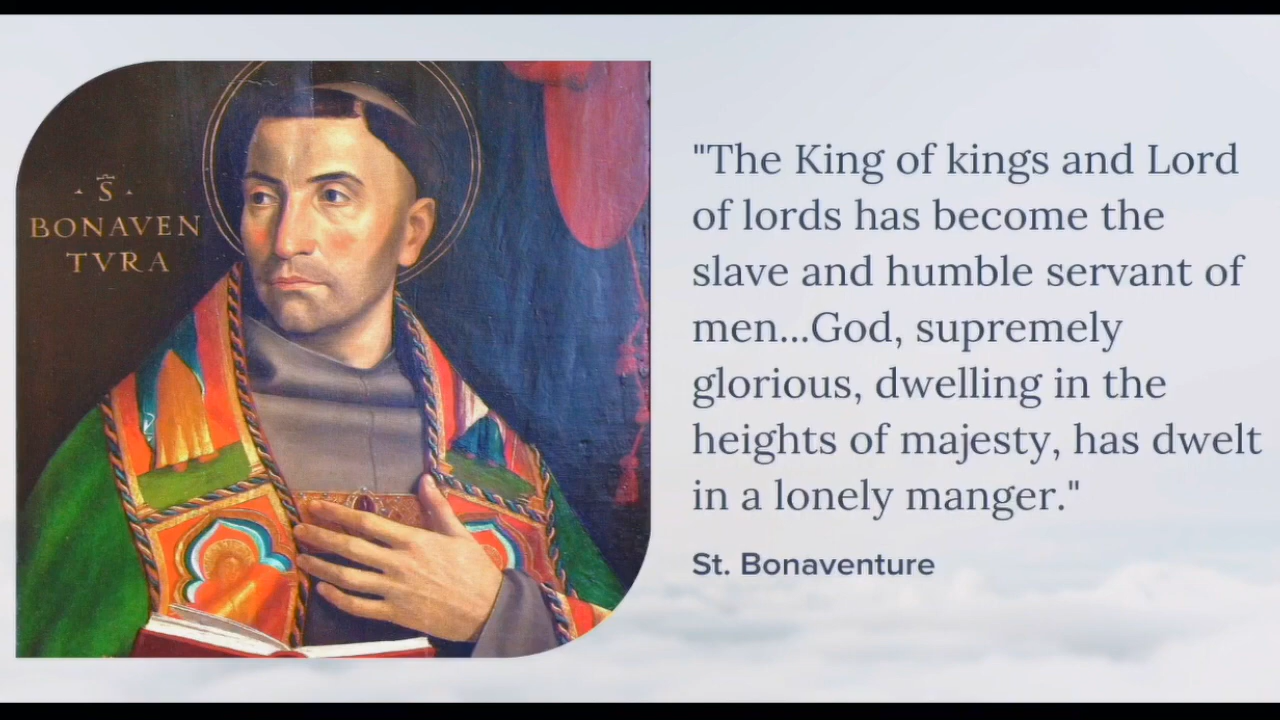 S
BONAVEN
TVRA
"The King of kings and Lord
of lords has become the
slave and humble servant of
men...God, supremely
glorious, dwelling in the
heights of majesty, has dwelt
in a lonely manger."
St. Bonaventure